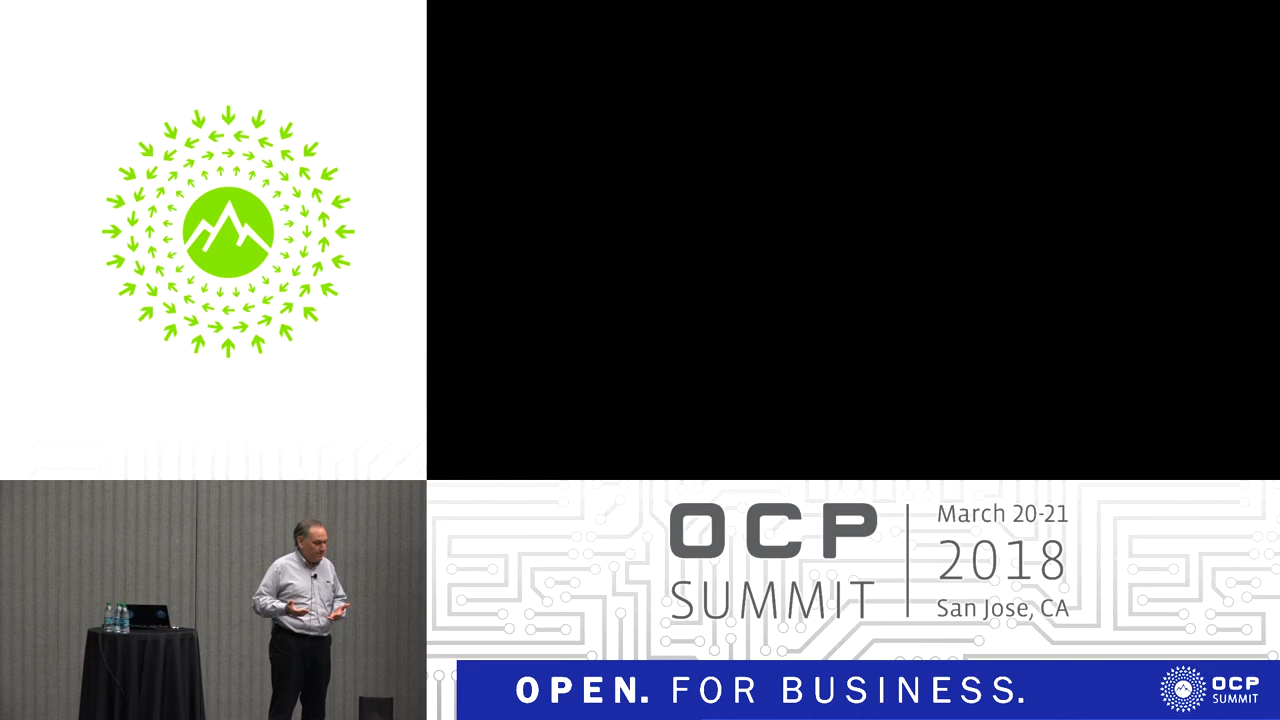 OCP
SUMMIT
March 20-21
2018
San Jose, CA
OPEN. FOR BUSINESS.
OCP
SUMMIT